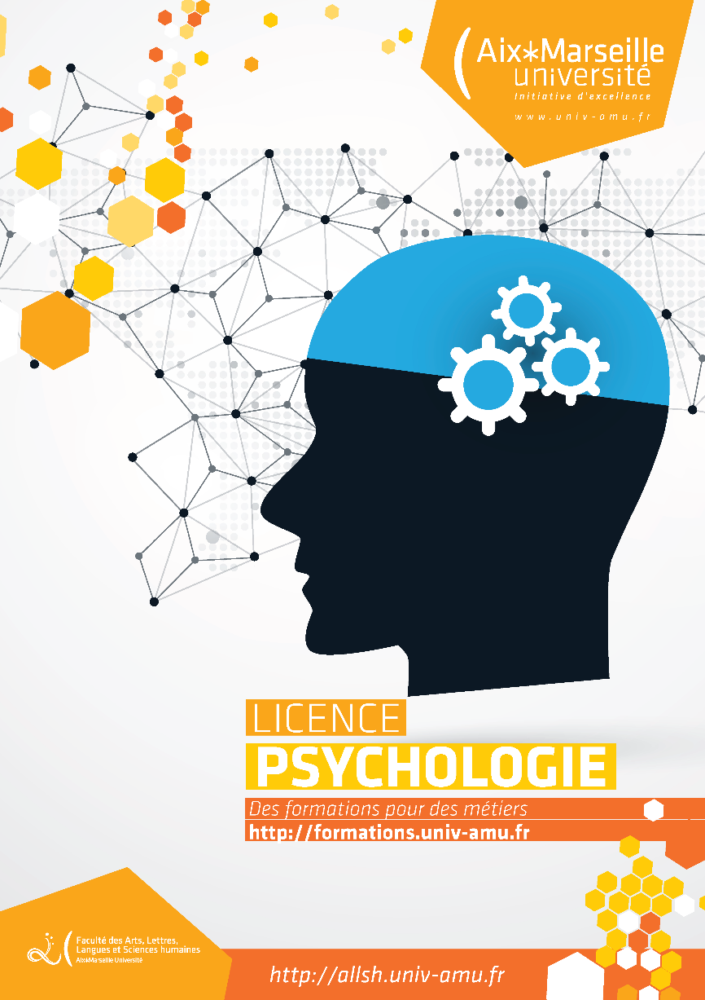 Aix*Marseille
université
Initiative d'excellence
www.univ-amu.fr
LICENCE
PSYCHOLOGIE
Des formations pour des métiers
http://formations.univ-amu.fr
Faculté des Arts, Lettres,
Langues et Sciences humaines
Aix*Marseille Université
http://allsh.univ-amu.fr